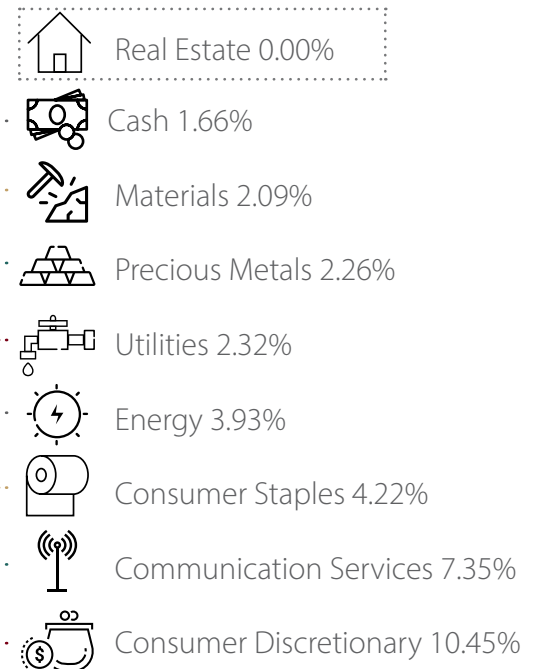 Real Estate 0.00%
Cash 1.66%
Materials 2.09%
Precious Metals 2.26%
Utilities 2.32%
Energy 3.93%
Consumer Staples 4.22%
Communication Services 7.35%
$ Consumer Discretionary 10.45%